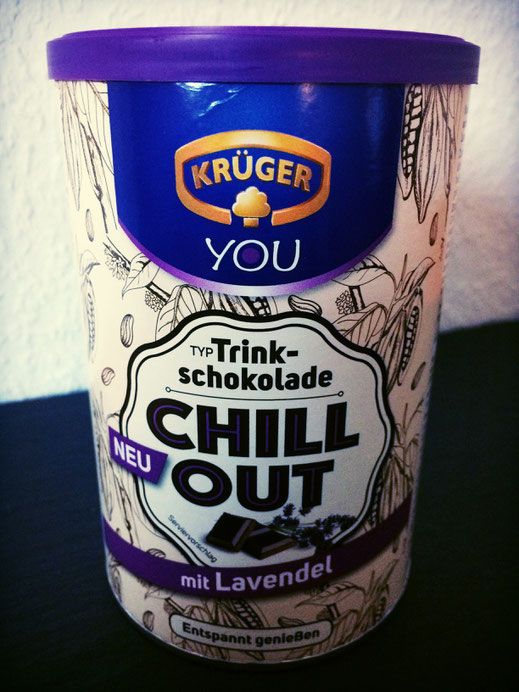 KRÜGER
YOU
TYP Trink-
schokolade
CHILL
OUT
NEU
Serviervorschlag
mit Lavendel
Entspannt genießen